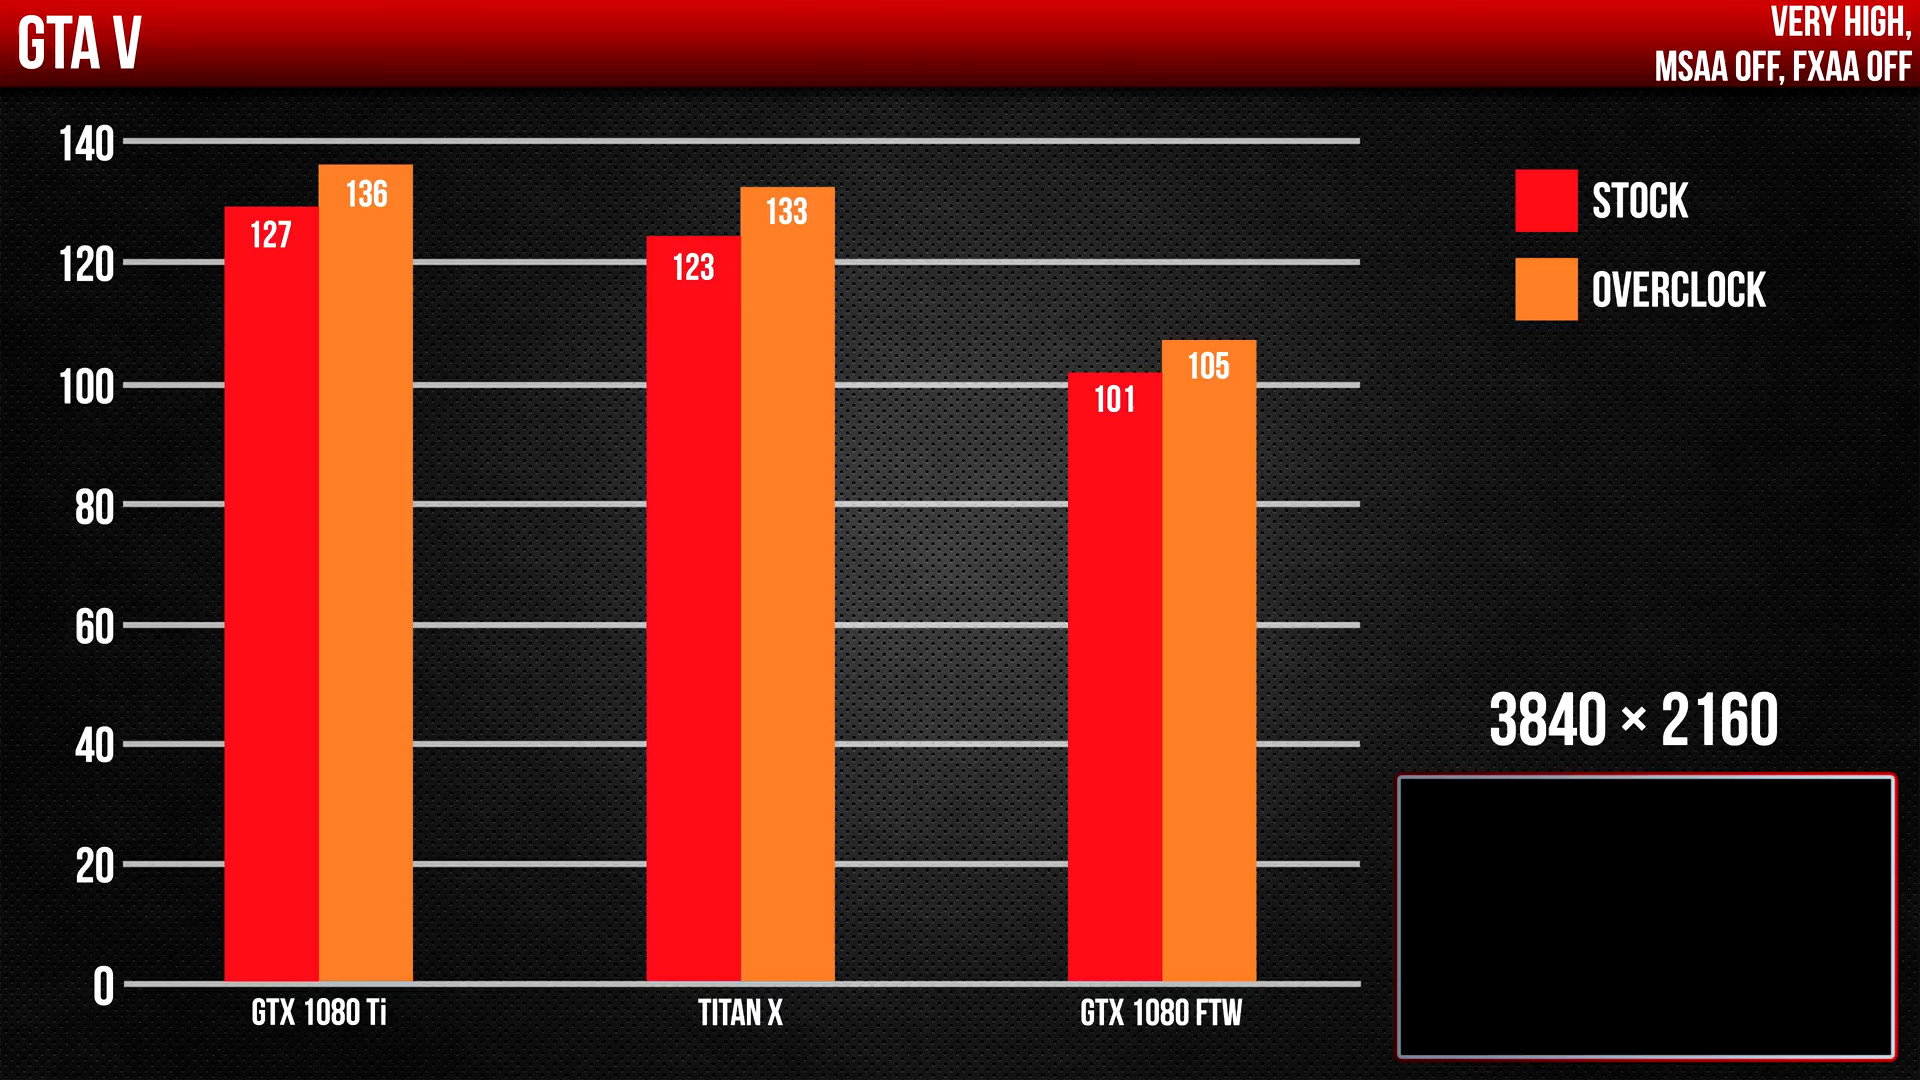 GTA V
VERY HIGH,
MSAA OFF, FXAA OFF
140
120
100
80
60
40
20
0
127
136
123
133
101
105
GTX 1080 Ti
TITAN X
GTX 1080 FTW
STOCK
OVERCLOCK
3840 × 2160